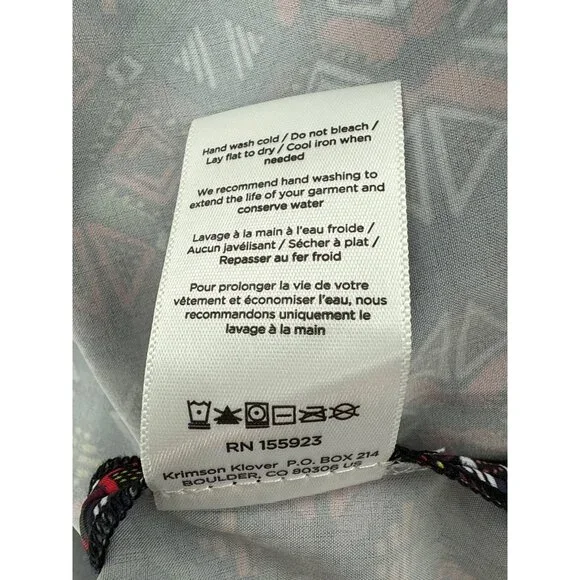 Hand wash cold / Do not bleach /
Lay flat to dry / Cool iron when
needed
We recommend hand washing to
extend the life of your garment and
conserve water
Lavage à la main à l'eau froide /
Aucun javélisant / Sécher à plat /
Repasser au fer froid
Pour prolonger la vie de votre
vêtement et économiser l'eau, nous
recommandons uniquement le
lavage à la main
RN 155923
Krimson Klover P.O. BOX 214
BOULDER, CO 80306 US